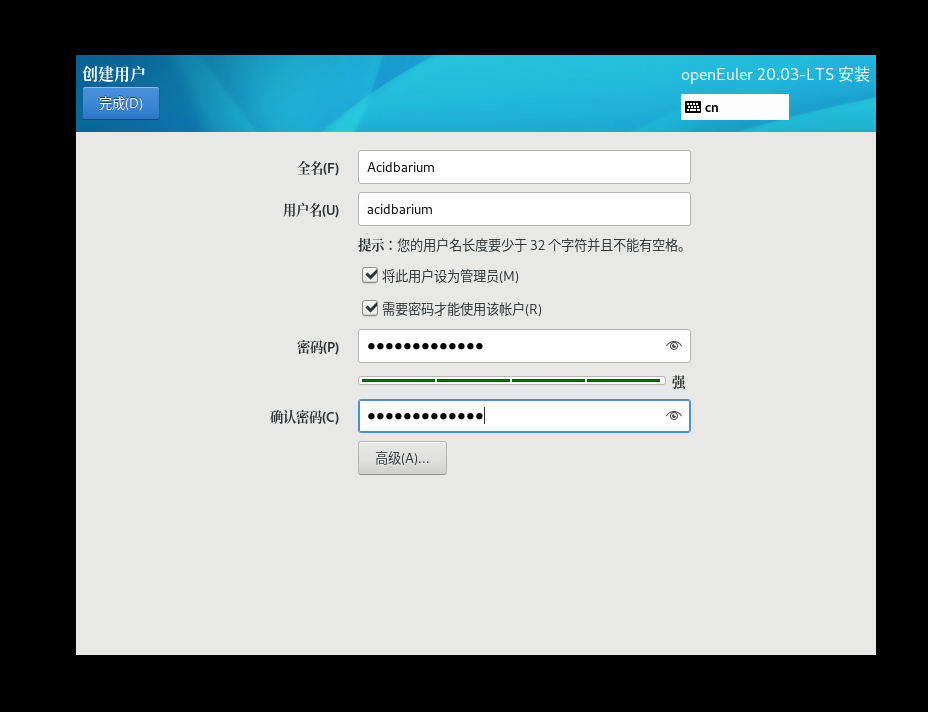 创建用户
openEuler 20.03-LTS 安装
完成(D)
cn
全名(F)
Acidbarium
用户名(U)
acidbarium
提示：您的用户名长度要少于 32 个字符并且不能有空格。
将此用户设为管理员(M)
需要密码才能使用该帐户(R)
密码(P)
●●●●●●●●●●●●●
强
确认密码(C)
●●●●●●●●●●●●●
高级(A)...